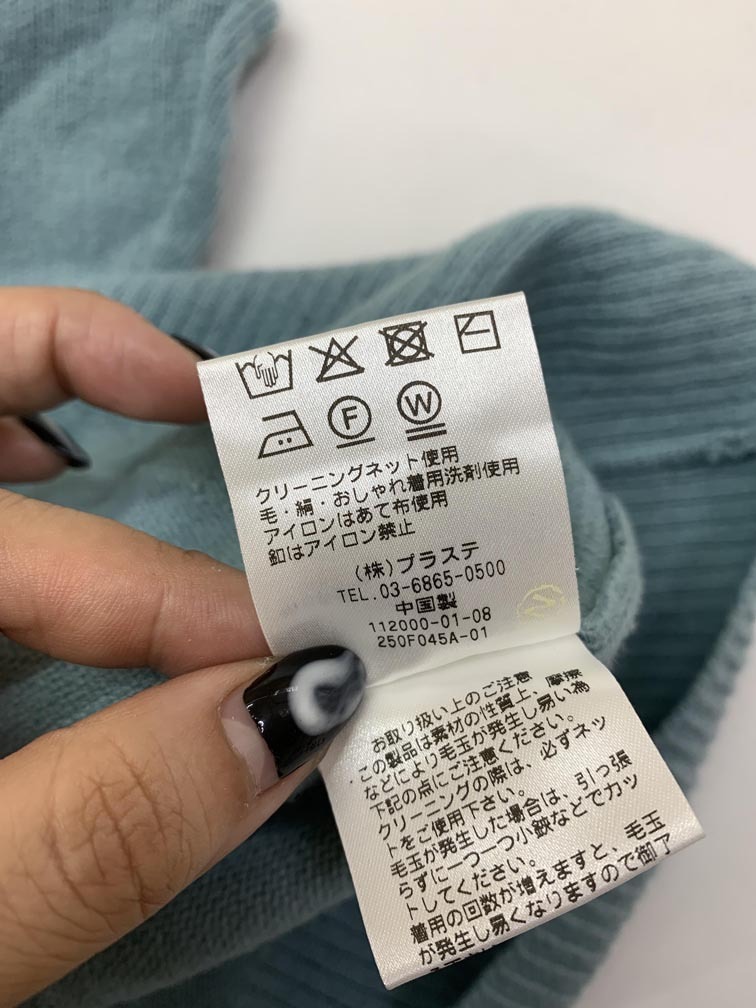 F W
クリーニングネット使用
毛・絹・おしゃれ着用洗剤使用
アイロンはあて布使用
釦はアイロン禁止
(株)プラステ
TEL.03-6865-0500
中国製
112000-01-08
250F045A-01
お取り扱い上のご注意
・この製品は素材の性質上、摩擦
などにより毛玉が発生し易い為
下記の点にご注意ください。
クリーニングの際は、必ずネッ
トをご使用下さい。
毛玉が発生した場合は、引っ張
らずに一つ一つ小鋏などでカッ
トしてください。
着用の回数が増えますと、毛玉
が発生し易くなりますので御了